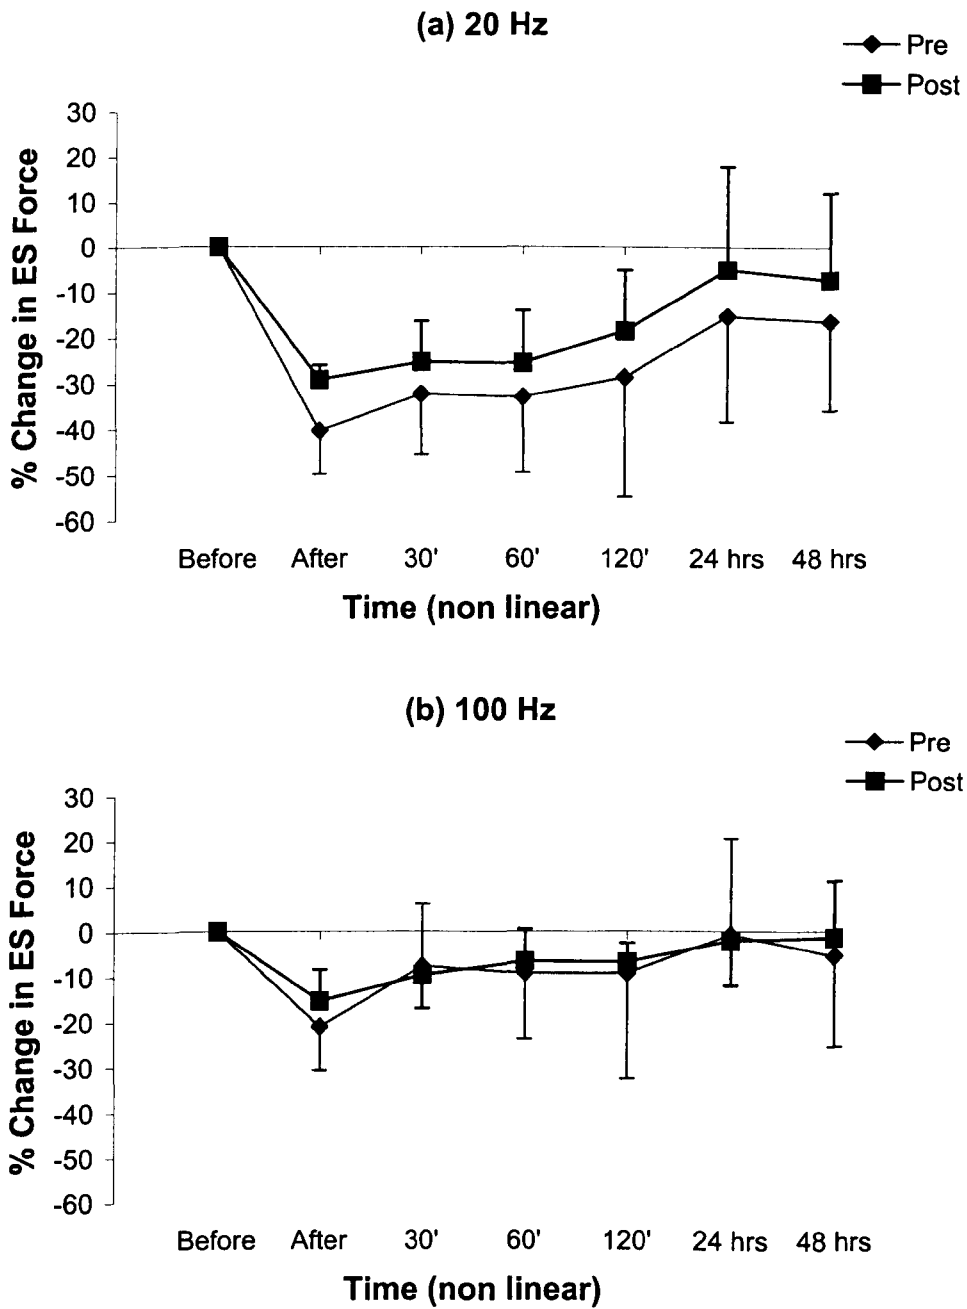 (a) 20 Hz
Pre
Post
% Change in ES Force
30
20
10
0
-10
-20
-30
-40
-50
-60
Before After 30' 60' 120' 24 hrs 48 hrs
Time (non linear)
(b) 100 Hz
Pre
Post
% Change in ES Force
30
20
10
0
-10
-20
-30
-40
-50
-60
Before After 30' 60' 120' 24 hrs 48 hrs
Time (non linear)